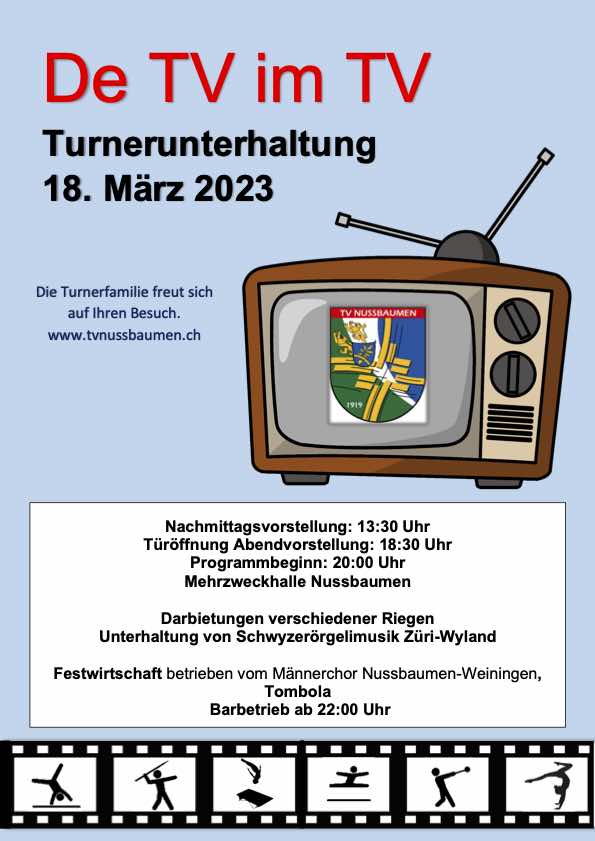 De TV im TV
Turnerunterhaltung
18. März 2023
Die Turnerfamilie freut sich
auf Ihren Besuch.
www.tvnussbaumen.ch
TV NUSSBAUMEN
1919
Nachmittagsvorstellung: 13:30 Uhr
Türöffnung Abendvorstellung: 18:30 Uhr
Programmbeginn: 20:00 Uhr
Mehrzweckhalle Nussbaumen
Darbietungen verschiedener Riegen
Unterhaltung von Schwyzerörgelimusik Züri-Wyland
Festwirtschaft betrieben vom Männerchor Nussbaumen-Weiningen,
Tombola
Barbetrieb ab 22:00 Uhr